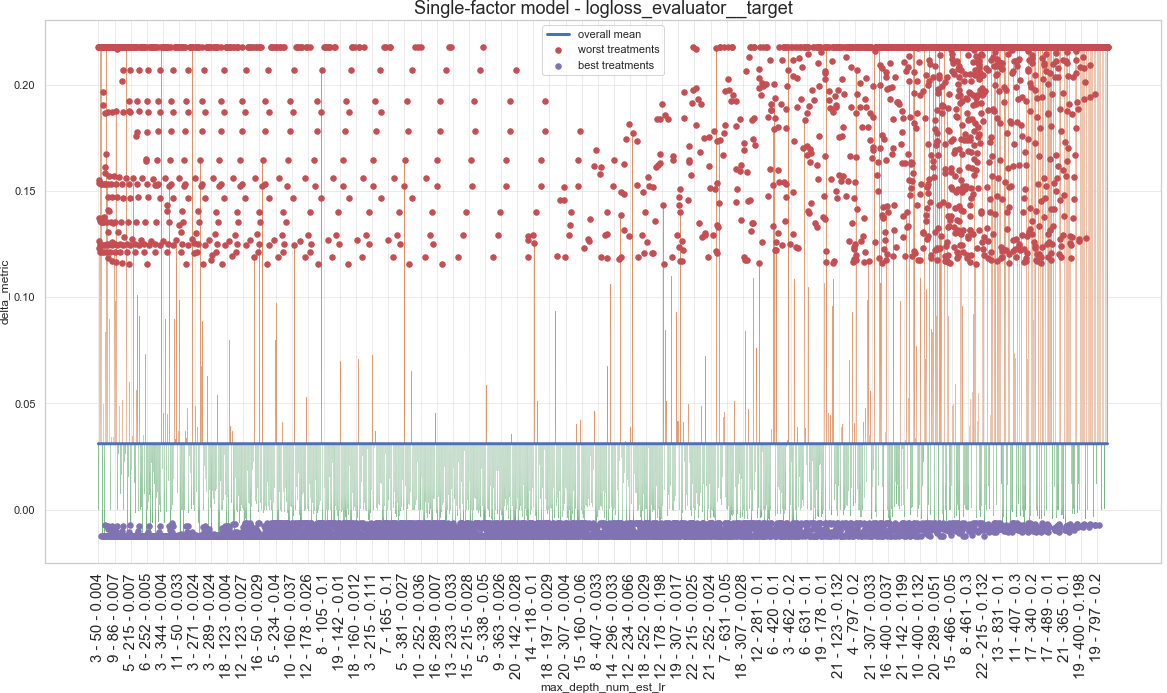 Single-factor model - logloss_evaluator__target
overall mean
worst treatments
best treatments
delta_metric
0.20
0.15
0.10
0.05
0.00
3 - 50 - 0.004
9 - 86 - 0.007
5 - 215 - 0.007
6 - 252 - 0.005
3 - 444 - 0.004
11 - 50 - 0.033
3 - 271 - 0.024
3 - 289 - 0.024
18 - 123 - 0.004
12 - 123 - 0.027
16 - 50 - 0.029
5 - 234 - 0.04
10 - 160 - 0.037
12 - 178 - 0.026
8 - 105 - 0.1
19 - 142 - 0.01
18 - 160 - 0.012
3 - 215 - 0.111
7 - 165 - 0.1
5 - 381 - 0.027
10 - 252 - 0.036
16 - 289 - 0.007
13 - 233 - 0.033
15 - 215 - 0.028
5 - 338 - 0.05
9 - 363 - 0.026
20 - 142 - 0.028
14 - 118 - 0.1
18 - 197 - 0.029
20 - 307 - 0.004
15 - 160 - 0.06
8 - 407 - 0.033
14 - 296 - 0.033
12 - 234 - 0.066
18 - 252 - 0.029
12 - 178 - 0.198
19 - 307 - 0.017
22 - 215 - 0.025
21 - 252 - 0.024
7 - 631 - 0.05
18 - 307 - 0.028
12 - 281 - 0.1
6 - 420 - 0.1
3 - 462 - 0.2
6 - 631 - 0.1
19 - 178 - 0.1
21 - 123 - 0.132
4 - 797 - 0.2
21 - 307 - 0.033
16 - 400 - 0.037
21 - 142 - 0.199
10 - 400 - 0.132
20 - 289 - 0.051
15 - 466 - 0.05
8 - 461 - 0.3
22 - 215 - 0.132
13 - 831 - 0.1
11 - 407 - 0.3
17 - 340 - 0.2
17 - 489 - 0.1
21 - 365 - 0.1
19 - 400 - 0.198
19 - 797 - 0.2
max_depth_num_est_lr